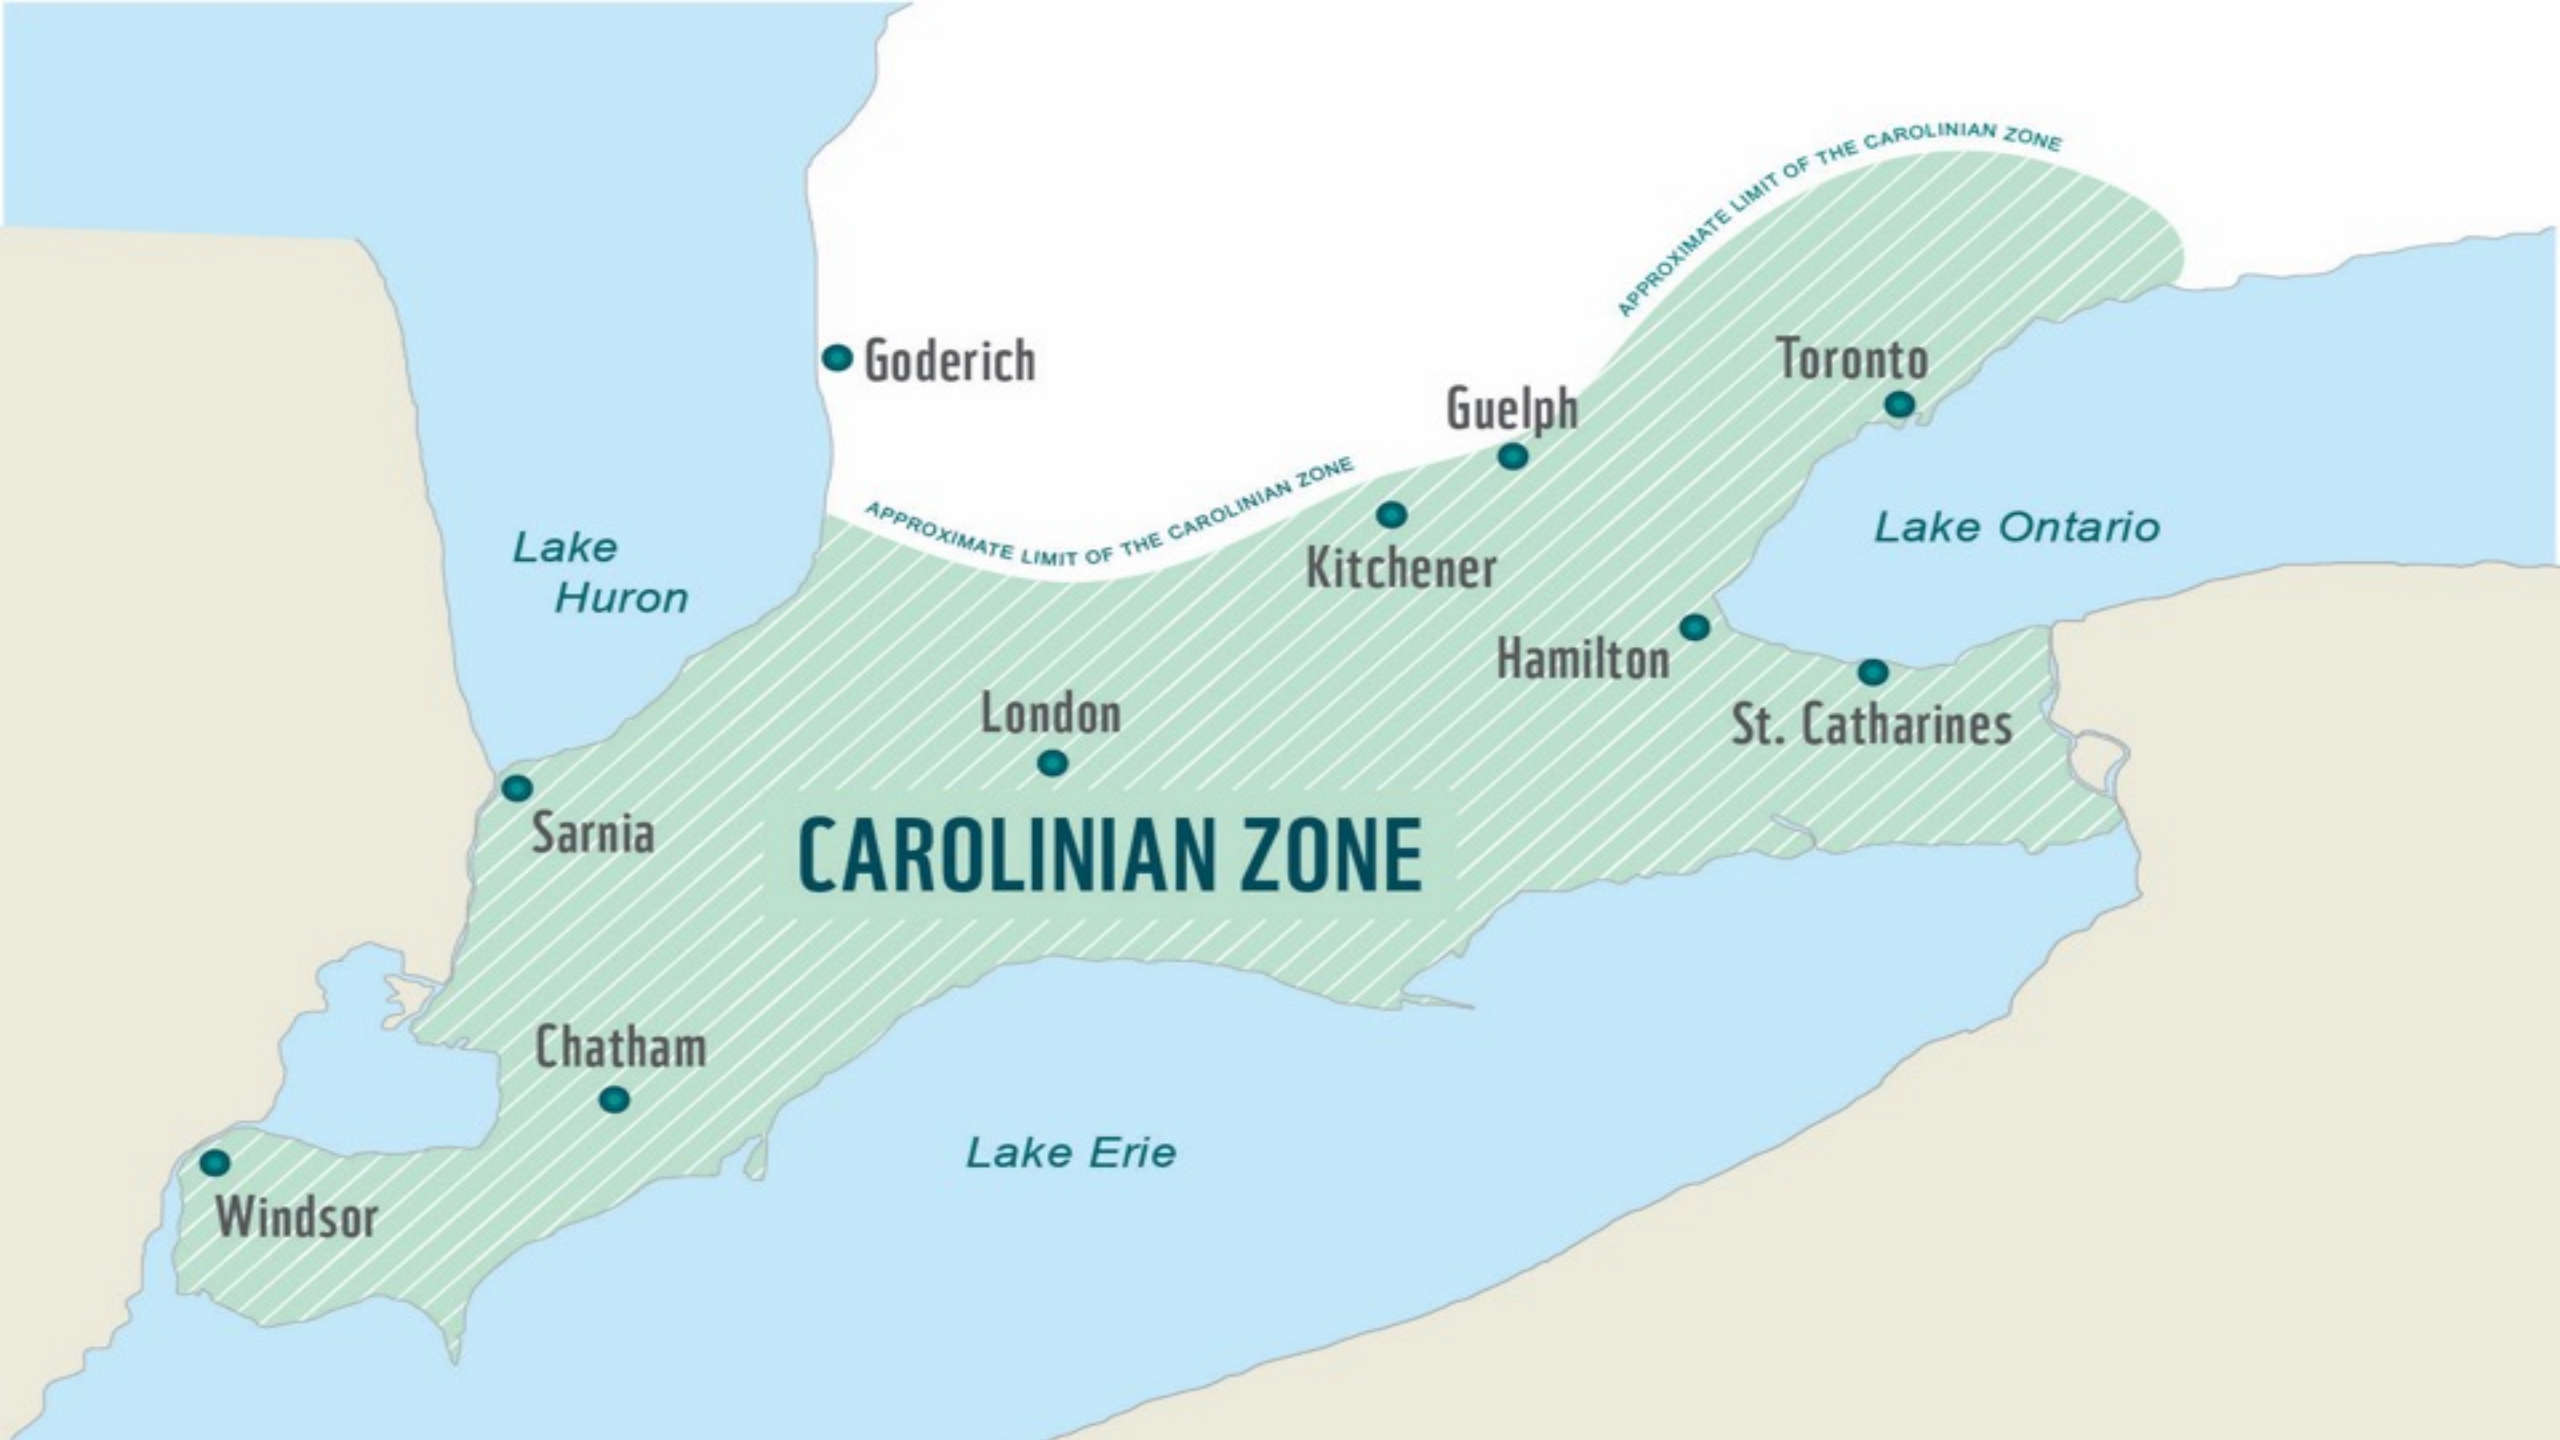 APPROXIMATE LIMIT OF THE CAROLINIAN ZONE
Goderich
Toronto
Guelph
APPROXIMATE LIMIT OF THE CAROLINIAN ZONE
Lake Ontario
Lake
Huron
Kitchener
Hamilton
London
St. Catharines
Sarnia
CAROLINIAN ZONE
Chatham
Lake Erie
Windsor